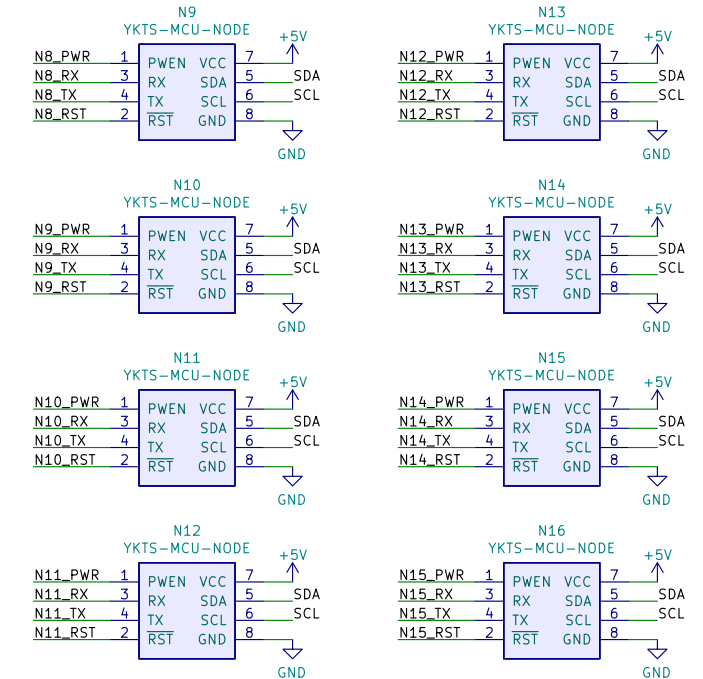 N9
YKTS-MCU-NODE
+5V
N8_PWR 1 PWEN VCC 7
N8_RX 3 RX SDA 5 SDA
N8_TX 4 TX SCL 6 SCL
N8_RST 2 RST GND 8
GND
N13
YKTS-MCU-NODE
+5V
N12_PWR 1 PWEN VCC 7
N12_RX 3 RX SDA 5 SDA
N12_TX 4 TX SCL 6 SCL
N12_RST 2 RST GND 8
GND
N10
YKTS-MCU-NODE
+5V
N9_PWR 1 PWEN VCC 7
N9_RX 3 RX SDA 5 SDA
N9_TX 4 TX SCL 6 SCL
N9_RST 2 RST GND 8
GND
N14
YKTS-MCU-NODE
+5V
N13_PWR 1 PWEN VCC 7
N13_RX 3 RX SDA 5 SDA
N13_TX 4 TX SCL 6 SCL
N13_RST 2 RST GND 8
GND
N11
YKTS-MCU-NODE
+5V
N10_PWR 1 PWEN VCC 7
N10_RX 3 RX SDA 5 SDA
N10_TX 4 TX SCL 6 SCL
N10_RST 2 RST GND 8
GND
N15
YKTS-MCU-NODE
+5V
N14_PWR 1 PWEN VCC 7
N14_RX 3 RX SDA 5 SDA
N14_TX 4 TX SCL 6 SCL
N14_RST 2 RST GND 8
GND
N12
YKTS-MCU-NODE
+5V
N11_PWR 1 PWEN VCC 7
N11_RX 3 RX SDA 5 SDA
N11_TX 4 TX SCL 6 SCL
N11_RST 2 RST GND 8
GND
N16
YKTS-MCU-NODE
+5V
N15_PWR 1 PWEN VCC 7
N15_RX 3 RX SDA 5 SDA
N15_TX 4 TX SCL 6 SCL
N15_RST 2 RST GND 8
GND